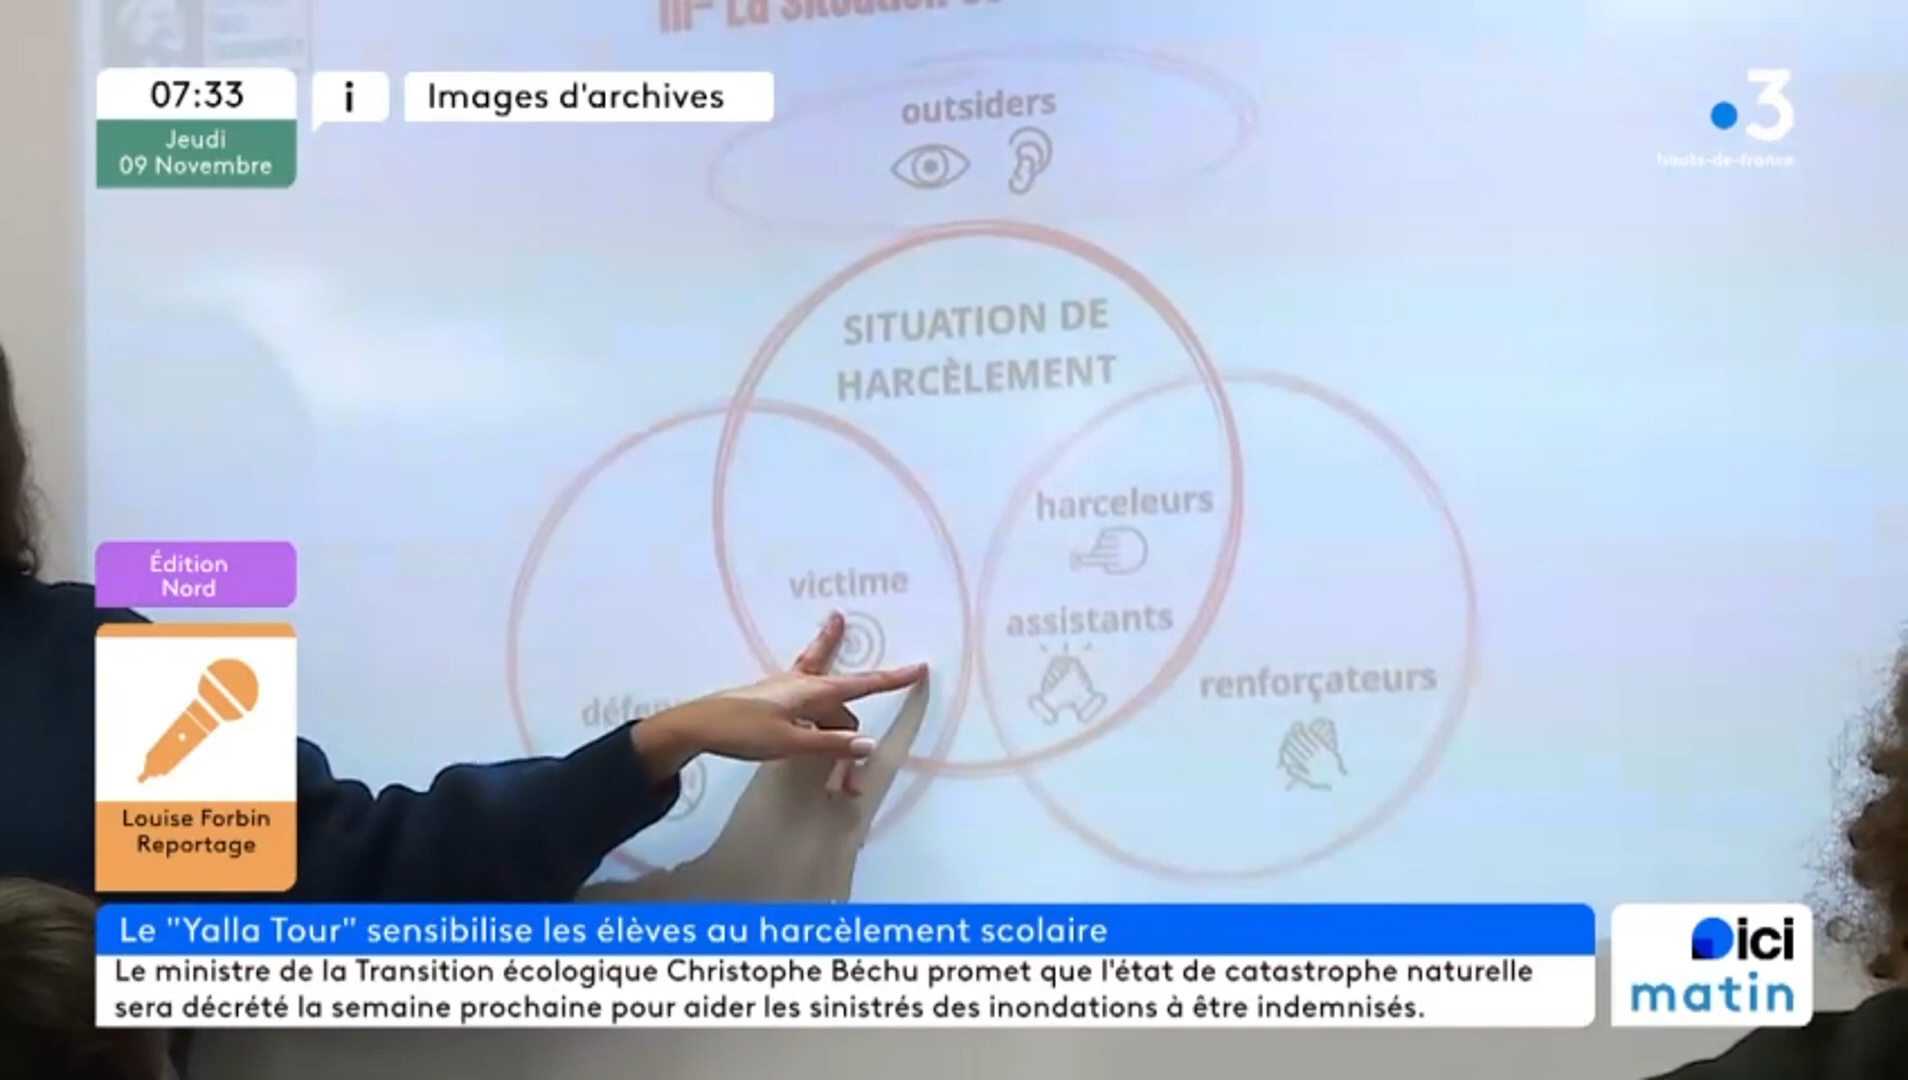 III- La situation
07:33
i
Images d'archives
3
hauts-de-france
Jeudi
09 Novembre
outsiders
SITUATION DE
HARCÈLEMENT
harceleurs
victime
assistants
renforçateurs
Édition
Nord
Louise Forbin
Reportage
Le "Yalla Tour" sensibilise les élèves au harcèlement scolaire
Le ministre de la Transition écologique Christophe Béchu promet que l'état de catastrophe naturelle
sera décrété la semaine prochaine pour aider les sinistrés des inondations à être indemnisés.
ici
matin